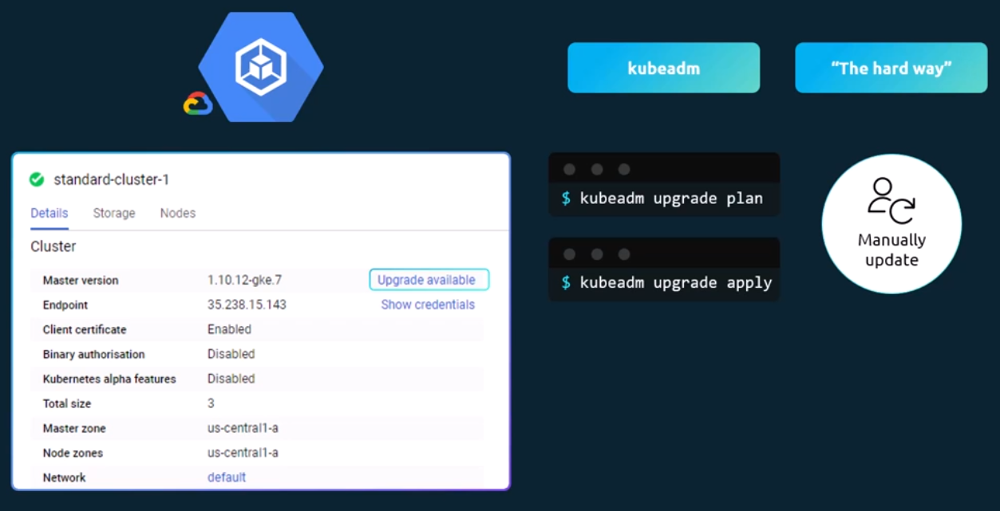 kubeadm
“The hard way”
standard-cluster-1
Details Storage Nodes
Cluster
Master version 1.10.12-gke.7 Upgrade available
Endpoint 35.238.15.143 Show credentials
Client certificate Enabled
Binary authorisation Disabled
Kubernetes alpha features Disabled
Total size 3
Master zone us-central1-a
Node zones us-central1-a
Network default
$ kubeadm upgrade plan
$ kubeadm upgrade apply
Manually
update